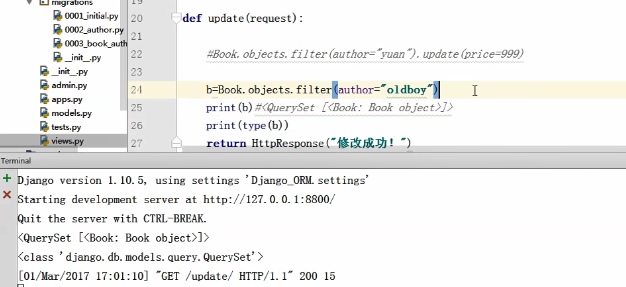 migrations
0001_initial.py
0002_author.py
0003_book_auth
__init__.py
__init__.py
admin.py
apps.py
models.py
tests.py
views.py
19
20 def update(request):
21
22 #Book.objects.filter(author="yuan").update(price=999)
23
24 b=Book.objects.filter(author="oldboy")
25 print(b)#<QuerySet [<Book: Book object>]>
26 print(type(b))
27 return HttpResponse("修改成功！")
Terminal
Django version 1.10.5, using settings 'Django_ORM.settings'
Starting development server at http://127.0.0.1:8800/
Quit the server with CTRL-BREAK.
<QuerySet [<Book: Book object>]>
<class 'django.db.models.query.QuerySet'>
[01/Mar/2017 17:01:10] "GET /update/ HTTP/1.1" 200 15